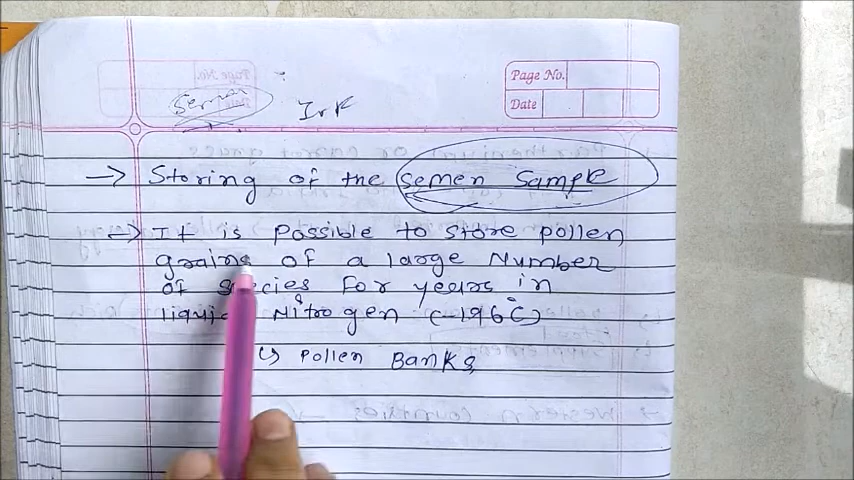 Page No.
Date
Semen
→ Storing of the Semen Sample
→ It is Possible to store pollen
grains of a large Number
of species for years in
liquid Nitrogen (-196°C)
↳ Pollen Banks,